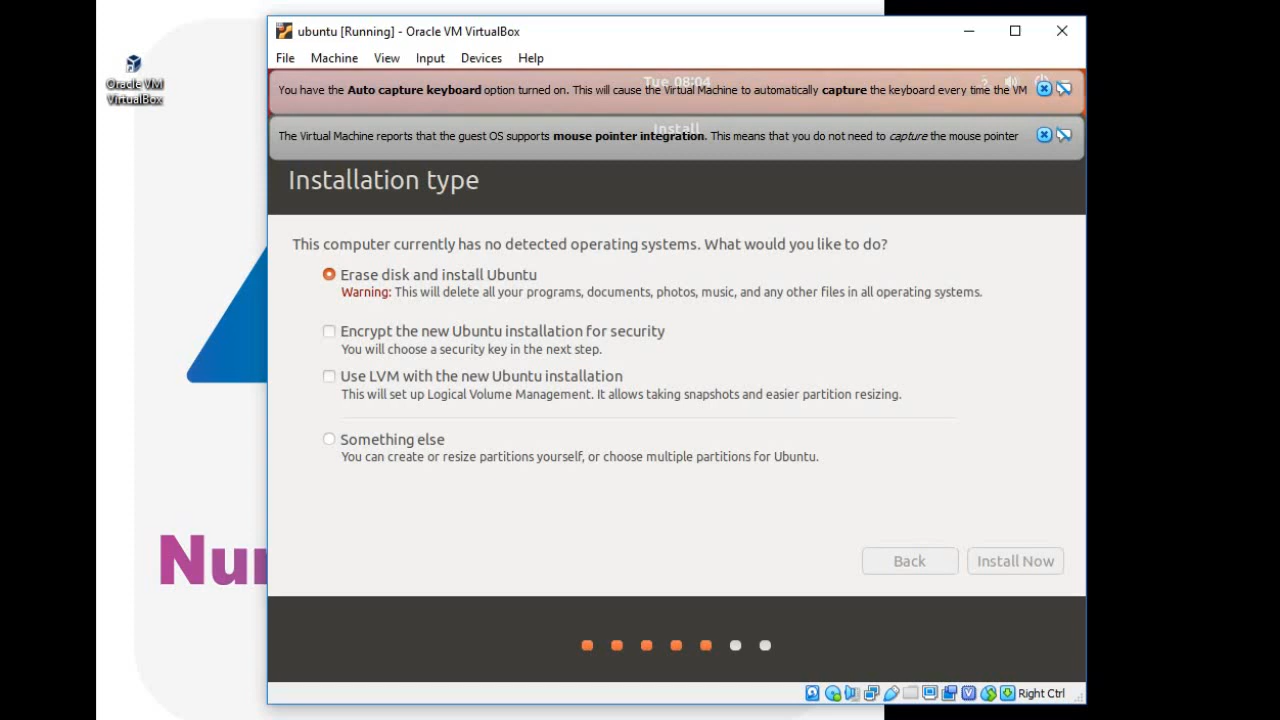 Oracle VM
VirtualBox
Nur
ubuntu [Running] - Oracle VM VirtualBox
File Machine View Input Devices Help
Tue 08:04
You have the Auto capture keyboard option turned on. This will cause the Virtual Machine to automatically capture the keyboard every time the VM
Install
The Virtual Machine reports that the guest OS supports mouse pointer integration. This means that you do not need to capture the mouse pointer
Installation type
This computer currently has no detected operating systems. What would you like to do?
Erase disk and install Ubuntu
Warning: This will delete all your programs, documents, photos, music, and any other files in all operating systems.
Encrypt the new Ubuntu installation for security
You will choose a security key in the next step.
Use LVM with the new Ubuntu installation
This will set up Logical Volume Management. It allows taking snapshots and easier partition resizing.
Something else
You can create or resize partitions yourself, or choose multiple partitions for Ubuntu.
Back Install Now
Right Ctrl